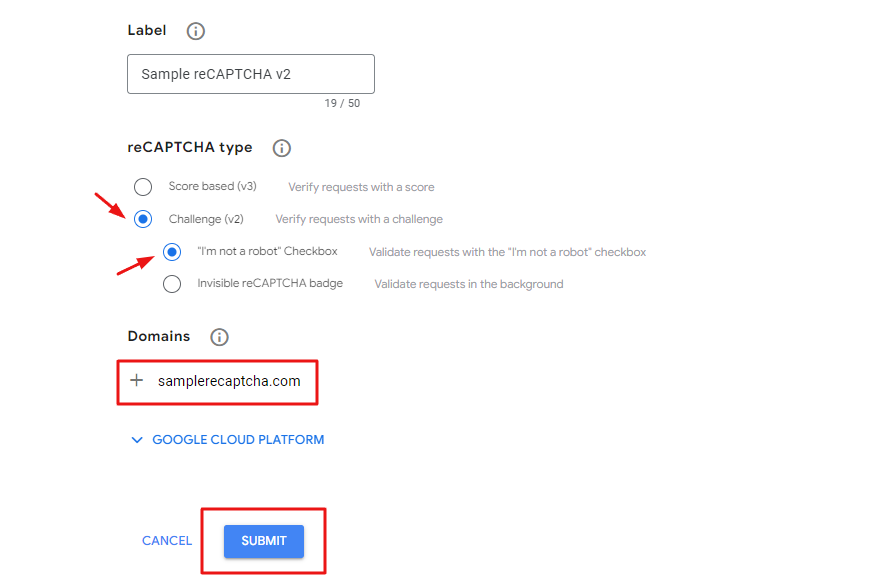 Label
Sample reCAPTCHA v2
19 / 50
reCAPTCHA type
Score based (v3) Verify requests with a score
Challenge (v2) Verify requests with a challenge
"I'm not a robot" Checkbox Validate requests with the "I'm not a robot" checkbox
Invisible reCAPTCHA badge Validate requests in the background
Domains
+ samplerecaptcha.com
GOOGLE CLOUD PLATFORM
CANCEL SUBMIT